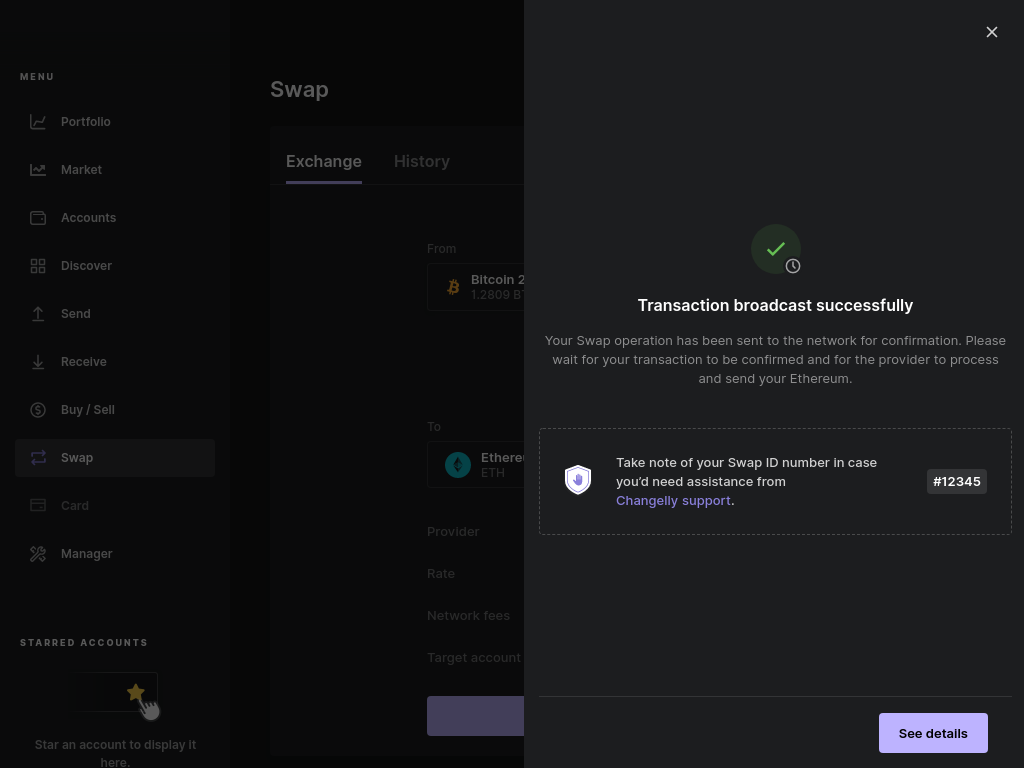 MENU
Portfolio
Market
Accounts
Discover
Send
Receive
Buy / Sell
Swap
Card
Manager
STARRED ACCOUNTS
Star an account to display it
here.
Swap
Exchange
History
From
Bitcoin 2
1.2809
To
ETH
Provider
Rate
Network fees
Target account
Transaction broadcast successfully
Your Swap operation has been sent to the network for confirmation. Please
wait for your transaction to be confirmed and for the provider to process
and send your Ethereum.
Take note of your Swap ID number in case
you’d need assistance from
Changelly support.
#12345
See details